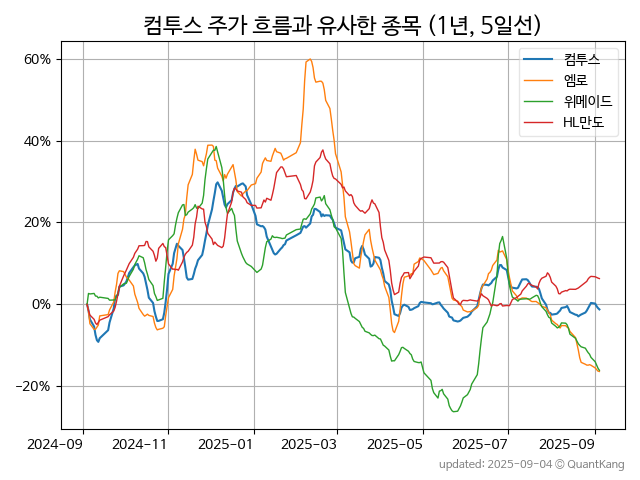 컴투스 주가 흐름과 유사한 종목 (1년, 5일선)
컴투스
엠로
위메이드
HL만도
60%
40%
20%
0%
−20%
2024−09
2024−11
2025−01
2025−03
2025−05
2025−07
2025−09
updated: 2025-09-04 © QuantKang